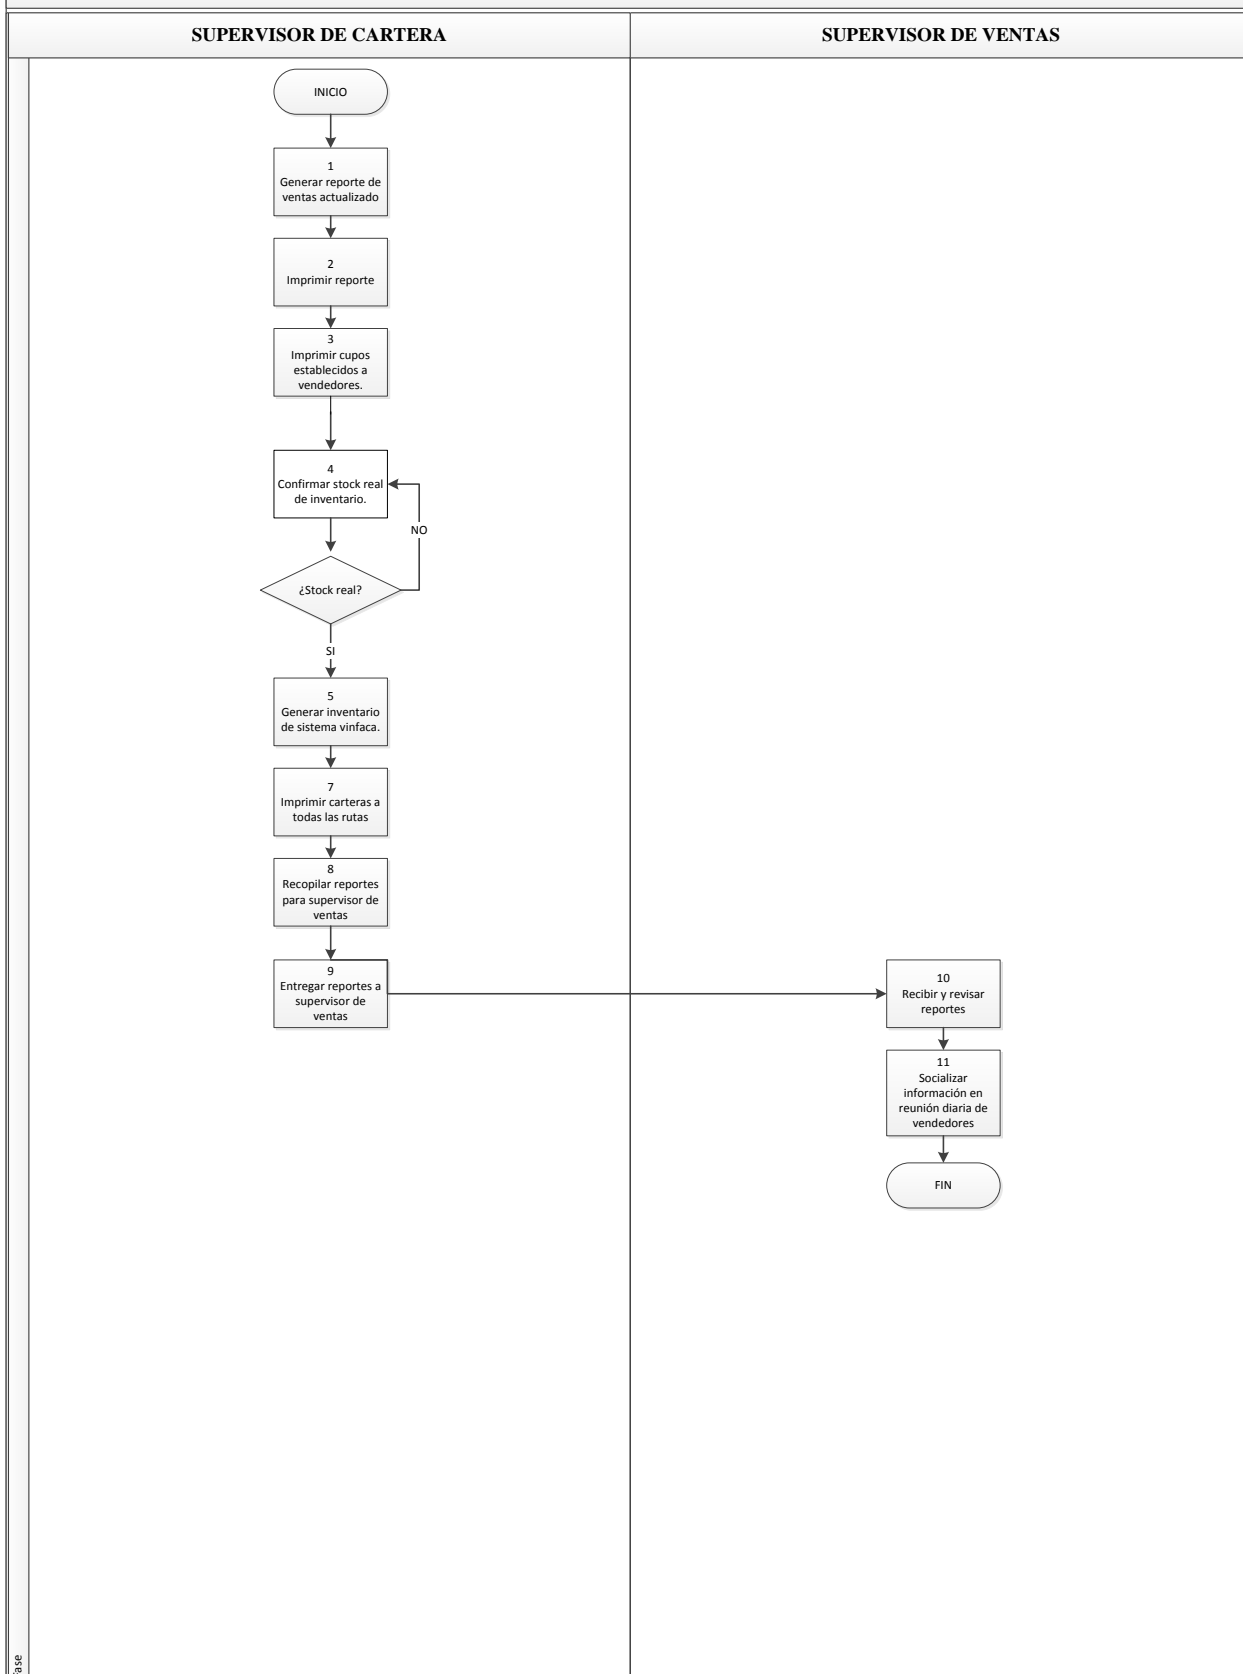 SUPERVISOR DE CARTERA
SUPERVISOR DE VENTAS
INICIO
1
Generar reporte de
ventas actualizado
2
Imprimir reporte
3
Imprimir cupos
establecidos a
vendedores.
4
Confirmar stock real
de inventario.
NO
¿Stock real?
SI
5
Generar inventario
de sistema vinfaca.
7
Imprimir carteras a
todas las rutas
8
Recopilar reportes
para supervisor de
ventas
9
Entregar reportes a
supervisor de
ventas
10
Recibir y revisar
reportes
11
Socializar
información en
reunión diaria de
vendedores
FIN